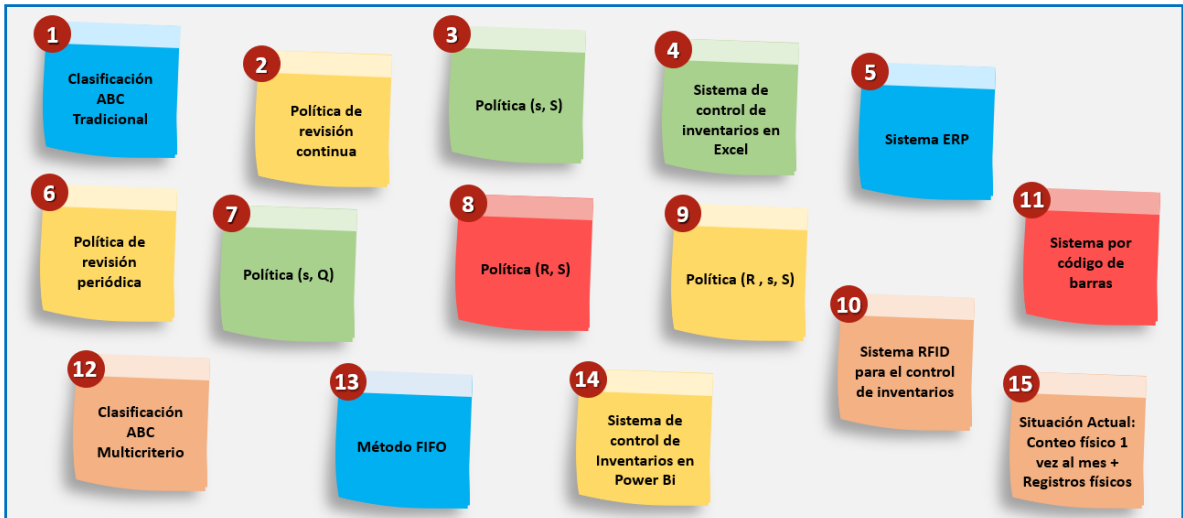 1
Clasificación
ABC
Tradicional
2
Política de
revisión
continua
3
Política (s, S)
4
Sistema de
control de
inventarios en
Excel
5
Sistema ERP
6
Política de
revisión
periódica
7
Política (s, Q)
8
Política (R, S)
9
Política (R , s, S)
10
Sistema RFID
para el control
de inventarios
11
Sistema por
código de
barras
12
Clasificación
ABC
Multicriterio
13
Método FIFO
14
Sistema de
control de
Inventarios en
Power Bi
15
Situación Actual:
Conteo físico 1
vez al mes +
Registros físicos